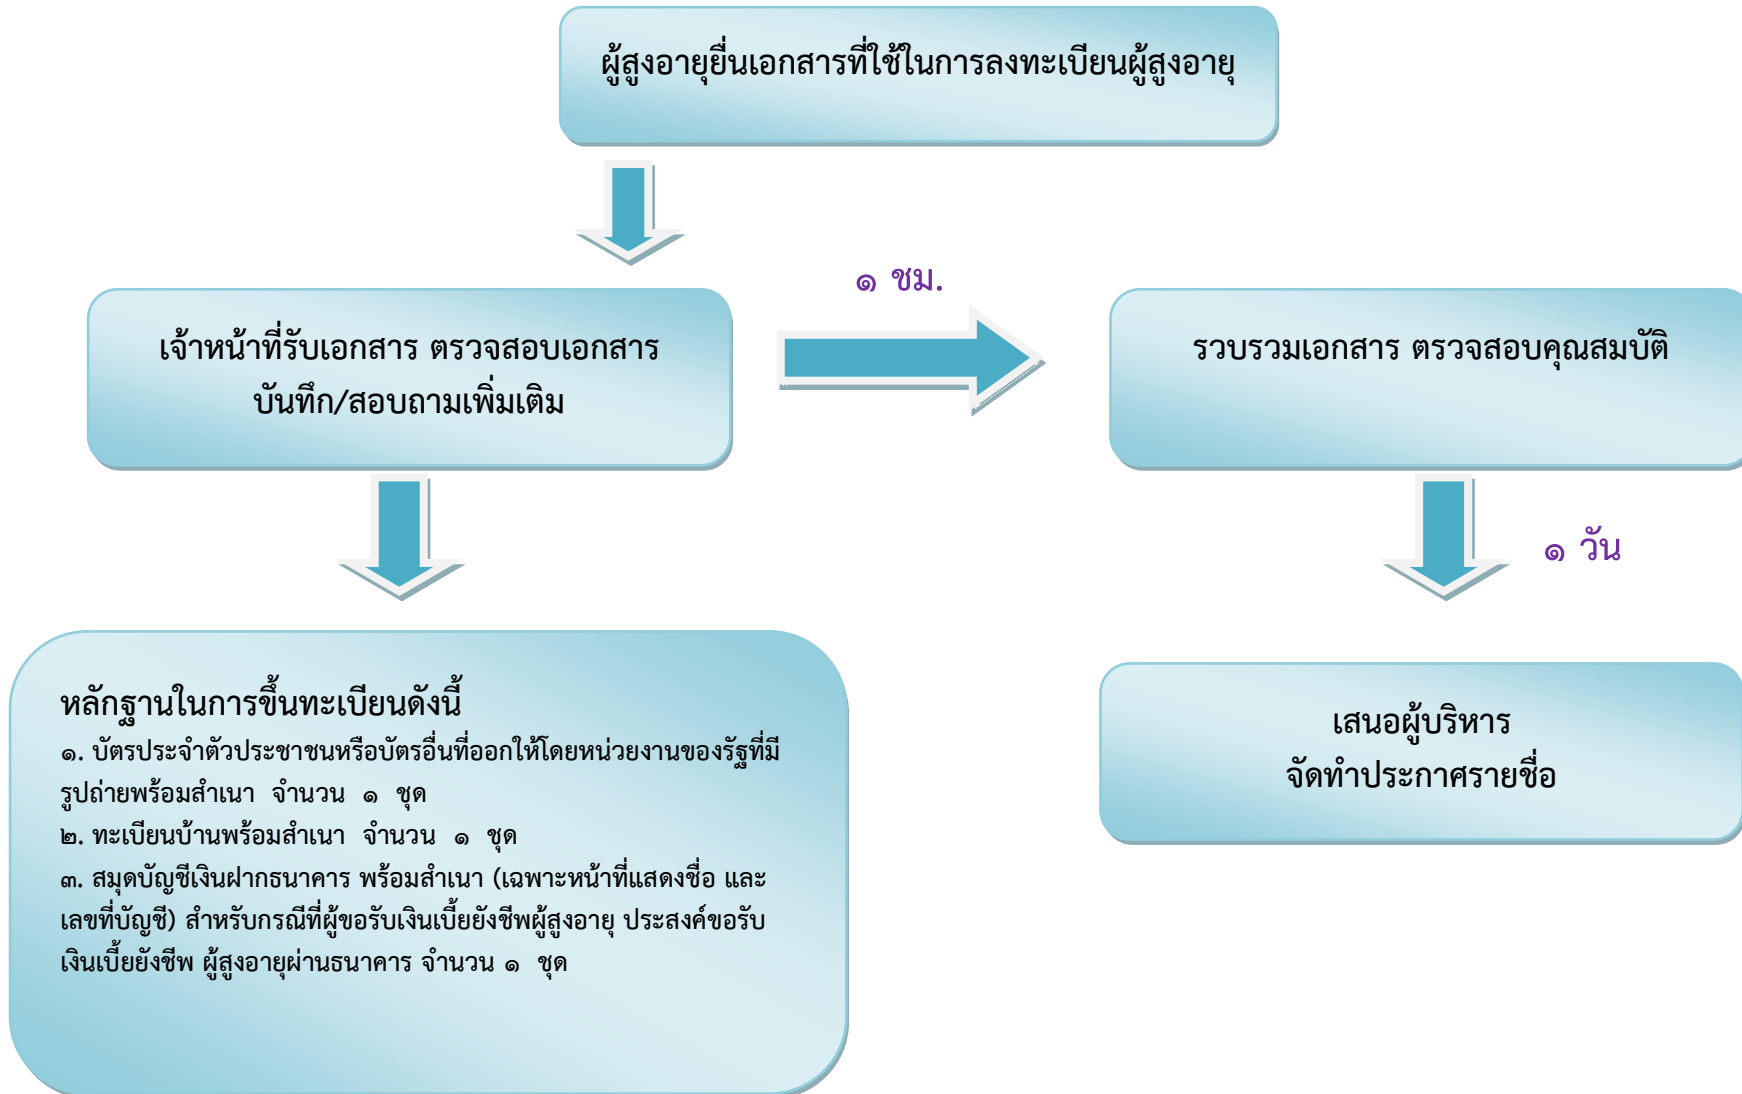 ผู้สูงอายุยื่นเอกสารที่ใช้ในการลงทะเบียนผู้สูงอายุ
๑ ชม.
เจ้าหน้าที่รับเอกสาร ตรวจสอบเอกสาร
บันทึก/สอบถามเพิ่มเติม
รวบรวมเอกสาร ตรวจสอบคุณสมบัติ
๑ วัน
หลักฐานในการขึ้นทะเบียนดังนี้
๑. บัตรประจำตัวประชาชนหรือบัตรอื่นที่ออกให้โดยหน่วยงานของรัฐที่มี
รูปถ่ายพร้อมสำเนา จำนวน ๑ ชุด
๒. ทะเบียนบ้านพร้อมสำเนา จำนวน ๑ ชุด
๓. สมุดบัญชีเงินฝากธนาคาร พร้อมสำเนา (เฉพาะหน้าที่แสดงชื่อ และ
เลขที่บัญชี) สำหรับกรณีที่ผู้ขอรับเงินเบี้ยยังชีพผู้สูงอายุ ประสงค์ขอรับ
เงินเบี้ยยังชีพ ผู้สูงอายุผ่านธนาคาร จำนวน ๑ ชุด
เสนอผู้บริหาร
จัดทำประกาศรายชื่อ